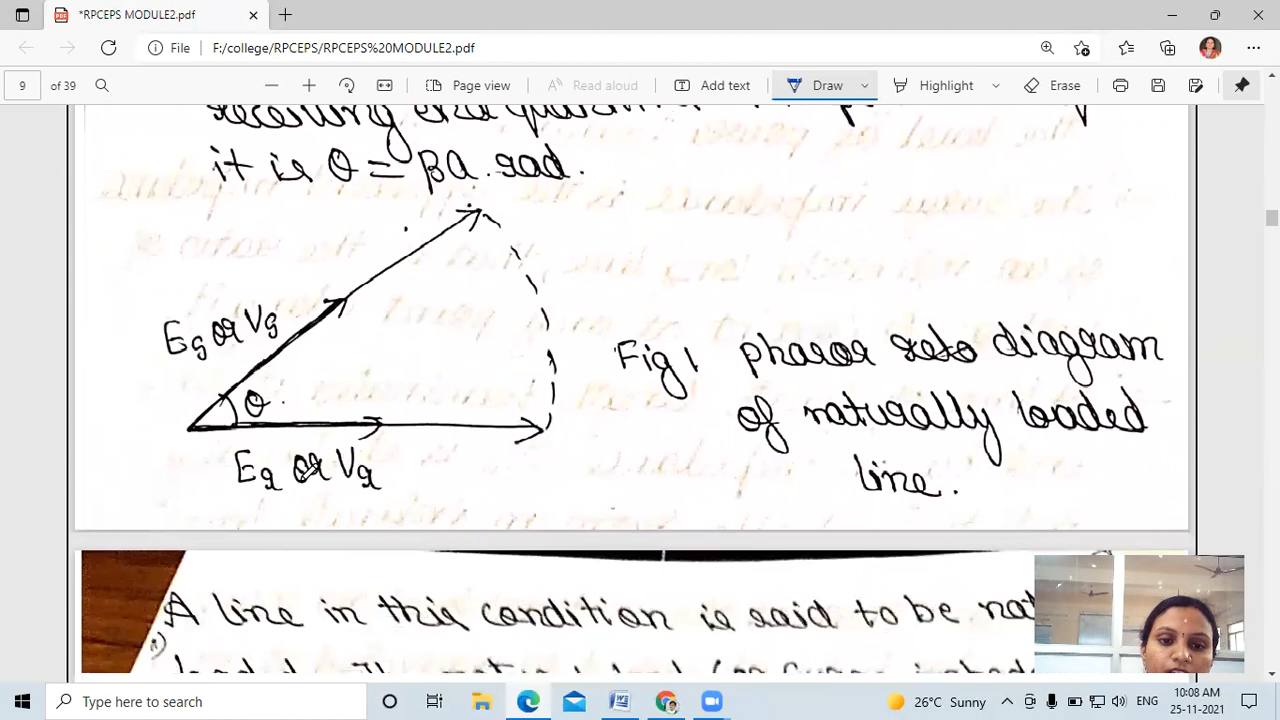 *RPCEPS MODULE2.pdf
File F:/college/RPCEPS/RPCEPS%20MODULE2.pdf
9 of 39 Page view Read aloud Add text Draw Highlight Erase
receiving end
it is θ = βa rad.
Es or Vs
θ
Er or Vr
Fig 1 phasor diagram
of naturally loaded
line.
A line in this condition is said to be nat
Type here to search
26°C Sunny
ENG
10:08 AM
25-11-2021